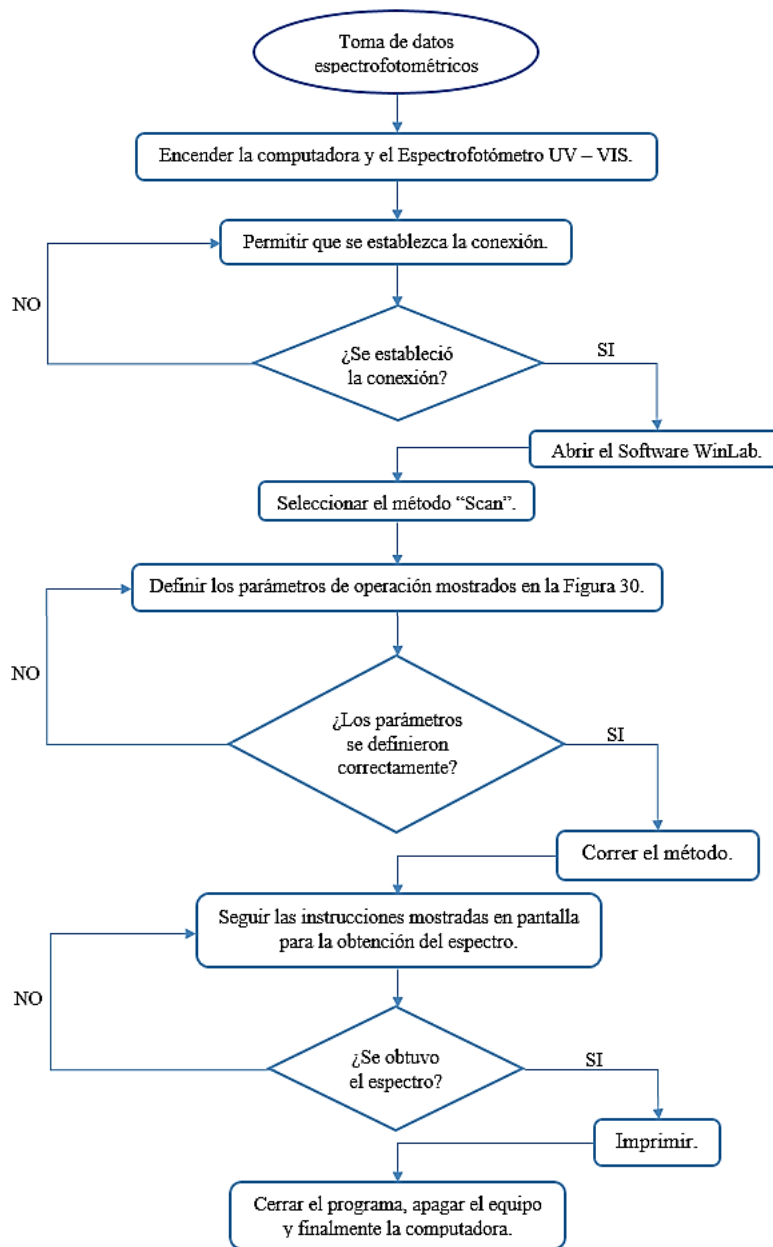 Toma de datos
espectrofotométricos
Encender la computadora y el Espectrofotómetro UV – VIS.
Permitir que se establezca la conexión.
NO
¿Se estableció
la conexión?
SI
Abrir el Software WinLab.
Seleccionar el método “Scan”.
Definir los parámetros de operación mostrados en la Figura 30.
NO
¿Los parámetros
se definieron
correctamente?
SI
Correr el método.
Seguir las instrucciones mostradas en pantalla
para la obtención del espectro.
NO
¿Se obtuvo
el espectro?
SI
Imprimir.
Cerrar el programa, apagar el equipo
y finalmente la computadora.